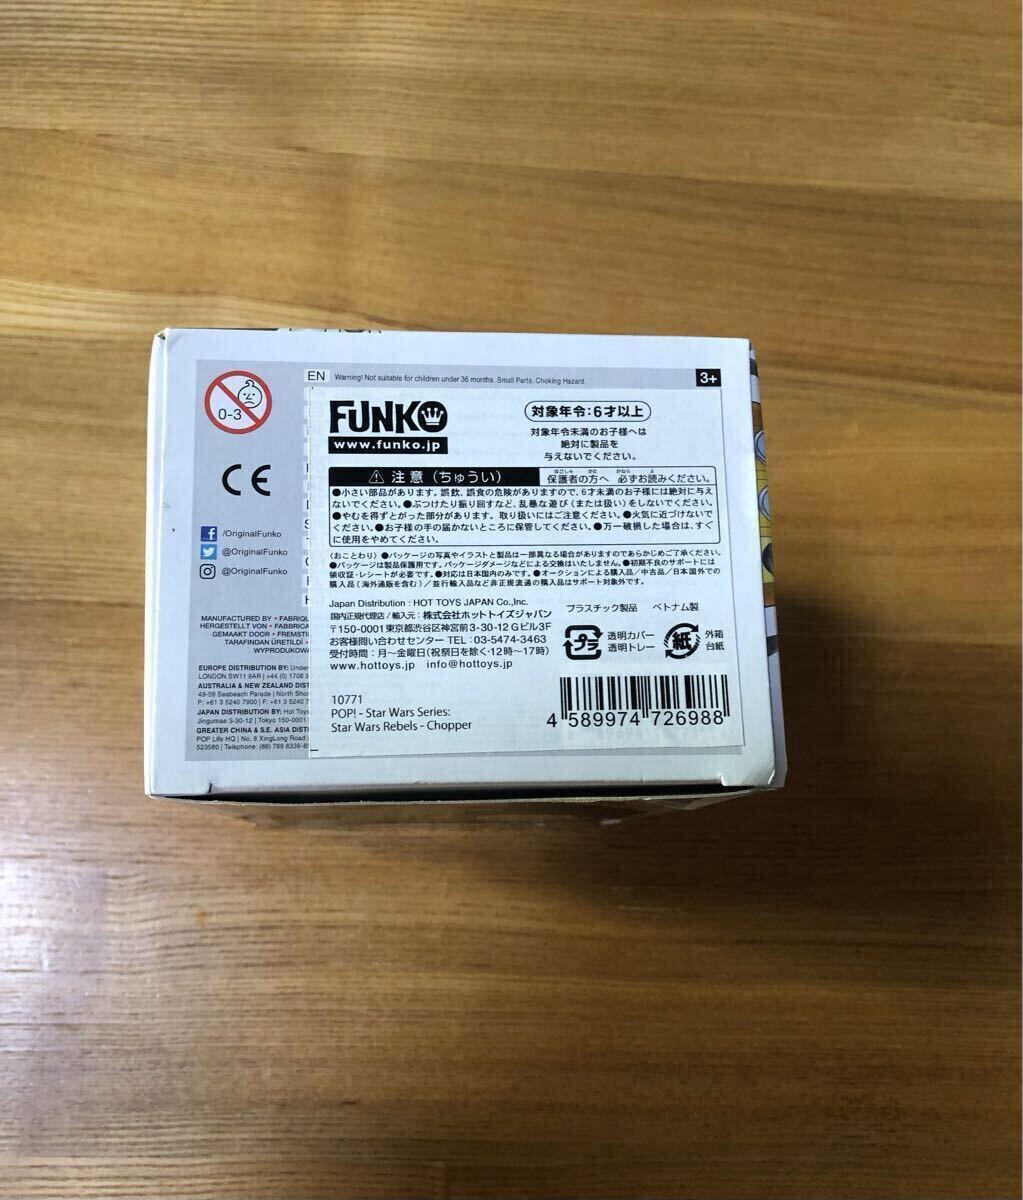 0-3
EN Warning! Not suitable for children under 36 months. Small Parts. Choking Hazard.
3+
CE
/OriginalFunko
@OriginalFunko
@OriginalFunko
MANUFACTURED BY • FABRIQU
HERGESTELLT VON • FABBRICA
GEMAAKT DOOR • FREMSTI
TARAFINDAN ÜRETİLDİ •
WYPRODUKOWA
EUROPE DISTRIBUTION BY: Under
LONDON SW11 9AR | +44 (0) 1708 3
AUSTRALIA & NEW ZEALAND DIST
49-59 Seabeach Parade | North Shor
P: +61 3 5240 7900 | F: +61 3 5240
JAPAN DISTRIBUTION BY: Hot Toys
Jingumae 3-30-12 | Tokyo 150-0001
GREATER CHINA & S.E. ASIA DISTR
POP Life HQ | No. 8 XingLong Road
523560 | Telephone: (86) 769 8339-8
FUNKO
www.funko.jp
対象年令:6才以上
対象年令未満のお子様へは
絶対に製品を
与えないでください。
注意(ちゅうい)
ほごしゃ かた かなら よ
保護者の方へ 必ずお読みください。
●小さい部品があります。誤飲、誤食の危険がありますので、6才未満のお子様には絶対に与え
ないでください。●ぶつけたり振り回すなど、乱暴な遊び(または扱い)をしないでください。
●やむを得ずとがった部分があります。取り扱いにはご注意ください。●火気に近づけないで
ください。●お子様の手の届かないところに保管してください。●万一破損した場合は、すぐ
に使用をやめてください。
(おことわり)●パッケージの写真やイラストと製品は一部異なる場合がありますのであらかじめご了承ください。
●パッケージは製品保護用です。パッケージダメージなどによる交換はいたしません。●初期不良のサポートには
領収証・レシートが必要です。●対応は日本国内のみです。●オークションによる購入品/中古品/日本国外での
購入品(海外通販を含む)/並行輸入品など非正規流通の購入品はサポート対象外です。
Japan Distribution : HOT TOYS JAPAN Co.,Inc.
国内正規代理店/輸入元:株式会社ホットトイズジャパン
〒150-0001 東京都渋谷区神宮前3-30-12 Gビル3F
お客様問い合わせセンター TEL：03-5474-3463
受付時間：月～金曜日(祝祭日を除く・12時～17時)
www.hottoys.jp info@hottoys.jp
プラスチック製品 ベトナム製
プラ 透明カバー
透明トレー
紙 外箱
台紙
10771
POP! - Star Wars Series:
Star Wars Rebels - Chopper
4 589974 726988